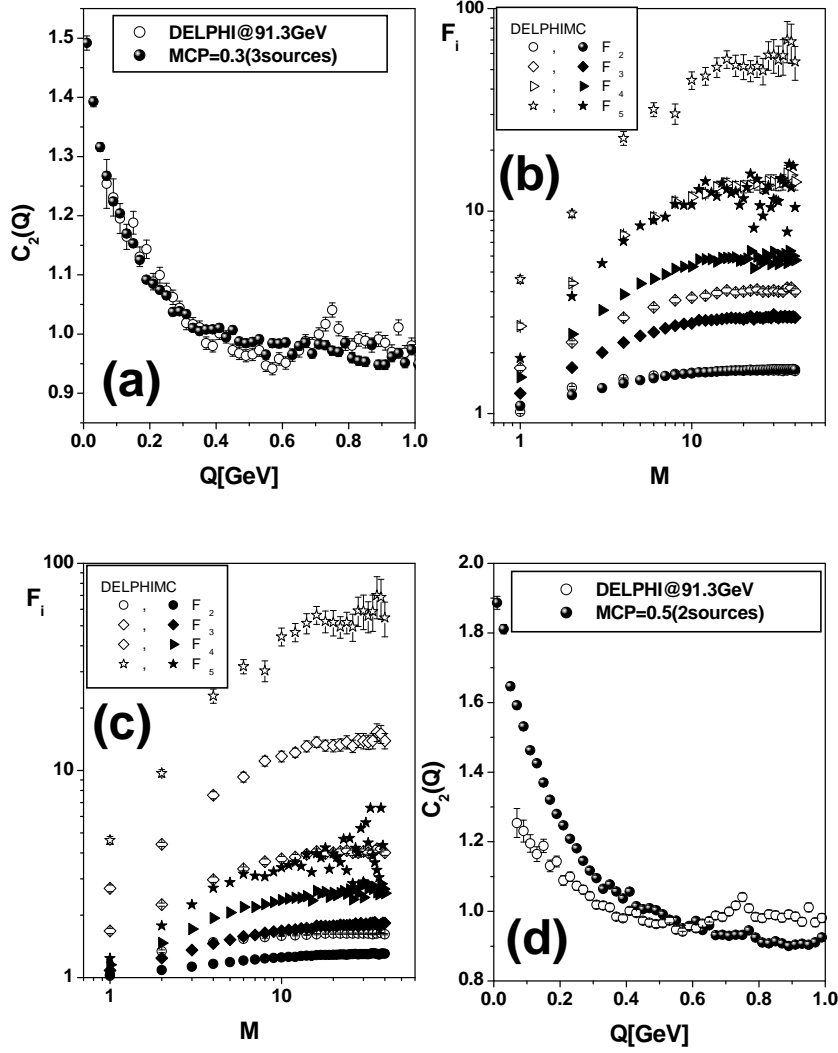 1.5
1.4
1.3
1.2
1.1
1.0
0.9
C₂(Q)
DELPHI@91.3GeV
MCP=0.3(3sources)
(a)
0.0 0.2 0.4 0.6 0.8 1.0
Q[GeV]
100
10
1
Fᵢ
DELPHIMC
, F₂
, F₃
, F₄
, F₅
(b)
1 10
M
100
10
1
Fᵢ
DELPHIMC
, F₂
, F₃
, F₄
, F₅
(c)
1 10
M
2.0
1.8
1.6
1.4
1.2
1.0
0.8
C₂(Q)
DELPHI@91.3GeV
MCP=0.5(2sources)
(d)
0.0 0.2 0.4 0.6 0.8 1.0
Q[GeV]